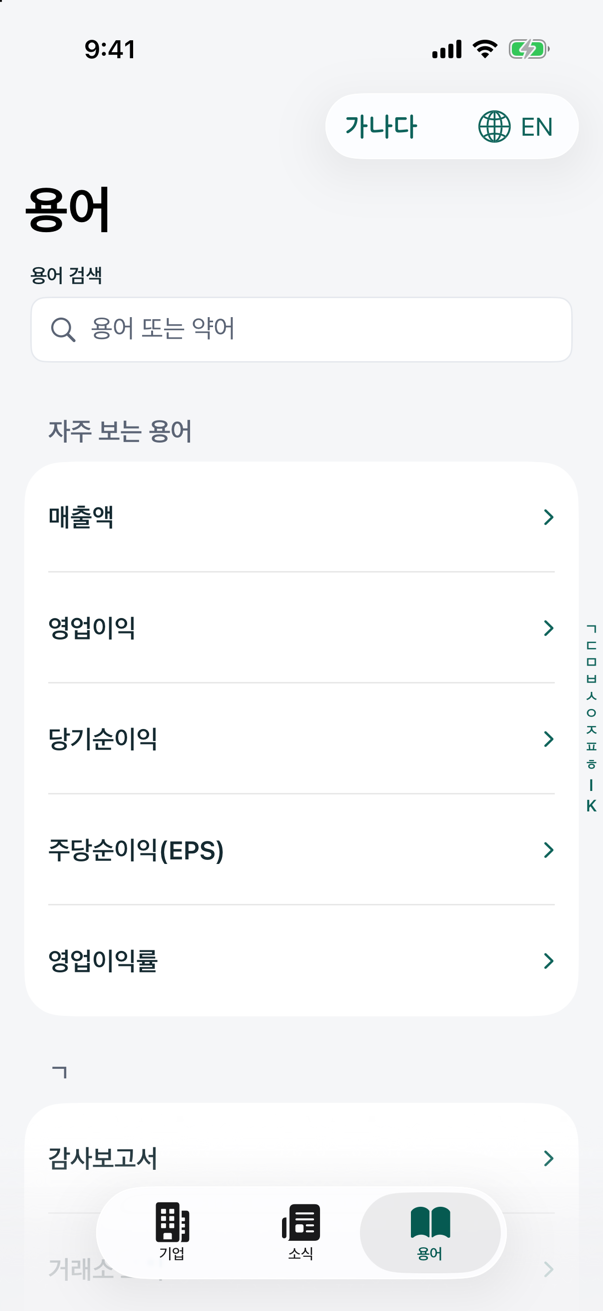 9:41
가나다 EN
용어
용어 검색
용어 또는 약어
자주 보는 용어
매출액
영업이익
당기순이익
주당순이익(EPS)
영업이익률
ㄱ
ㄷ
ㅁ
ㅂ
ㅅ
ㅇ
ㅈ
ㅍ
ㅎ
I
K
ㄱ
감사보고서
거래소
기업
소식
용어